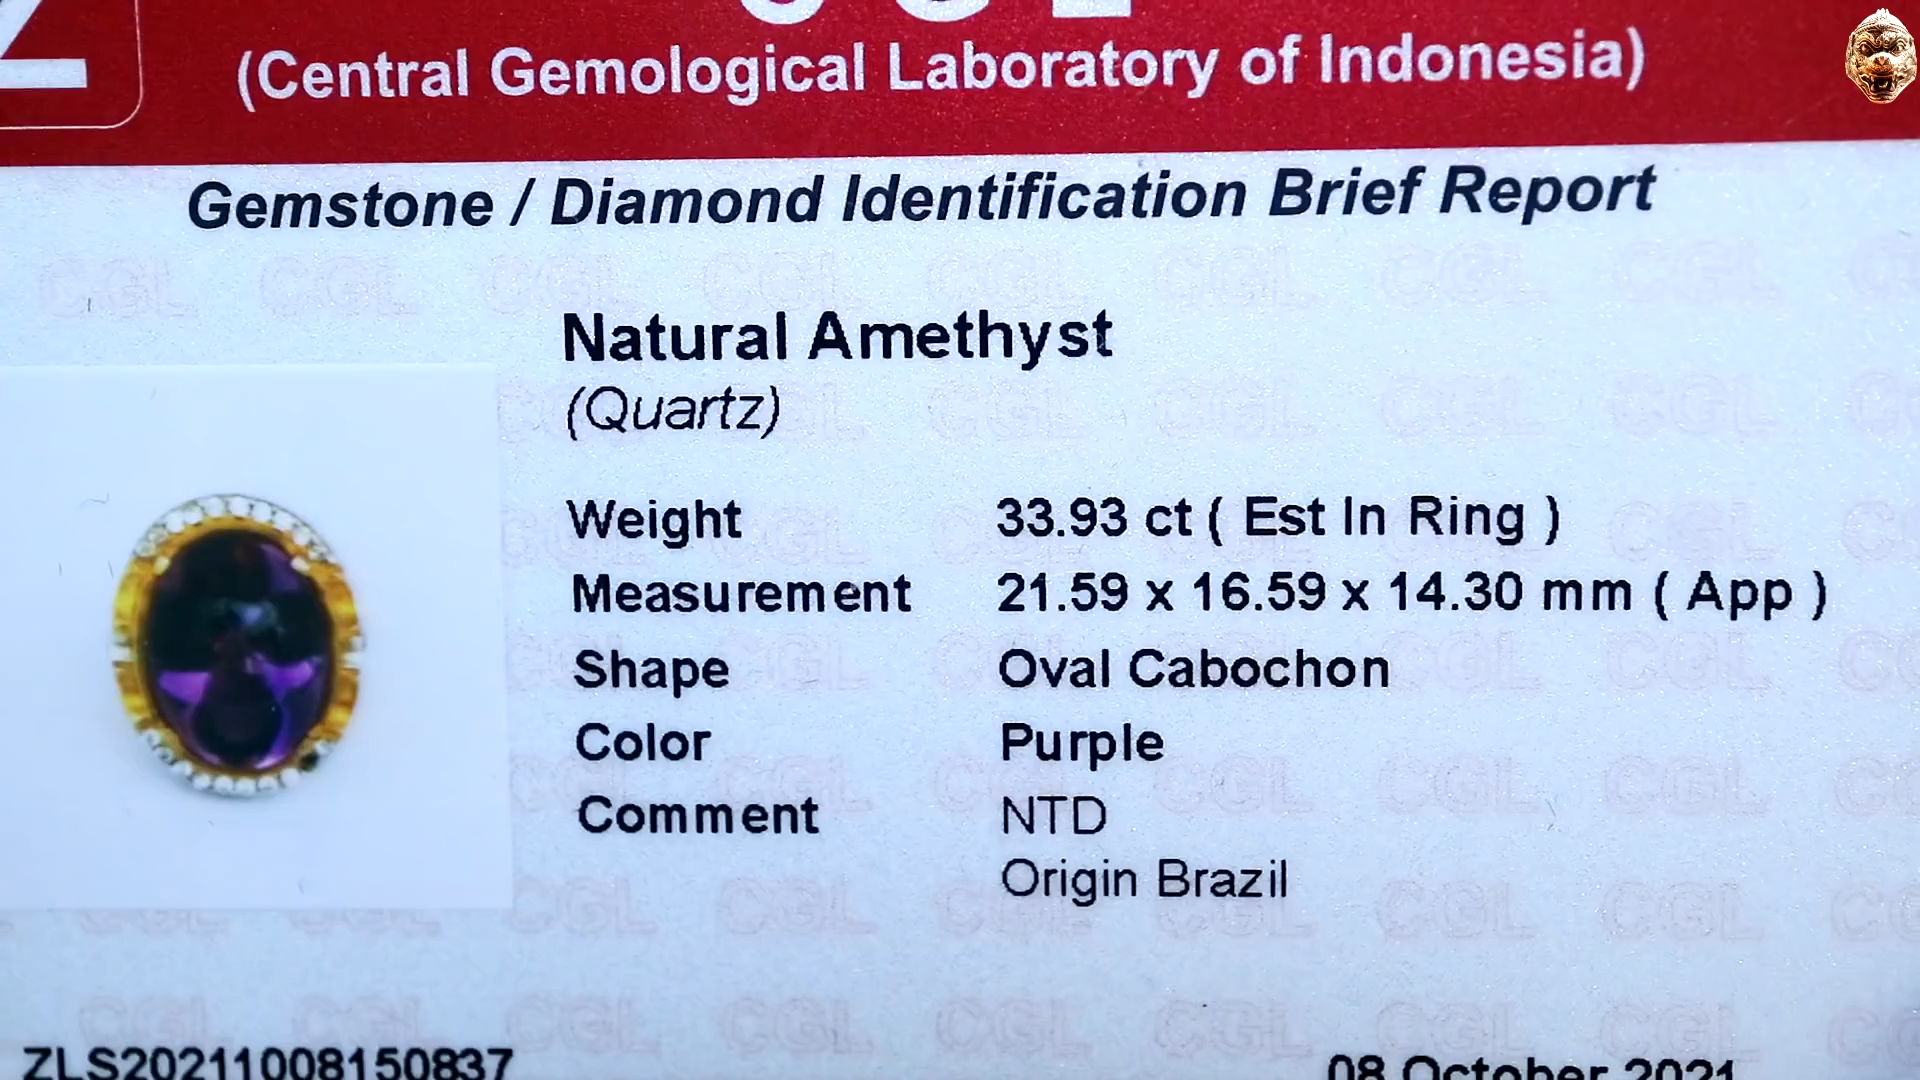 (Central Gemological Laboratory of Indonesia)
Gemstone / Diamond Identification Brief Report
Natural Amethyst
(Quartz)
Weight 33.93 ct ( Est In Ring )
Measurement 21.59 x 16.59 x 14.30 mm ( App )
Shape Oval Cabochon
Color Purple
Comment NTD
Origin Brazil
ZLS20211008150837 08 October 2021